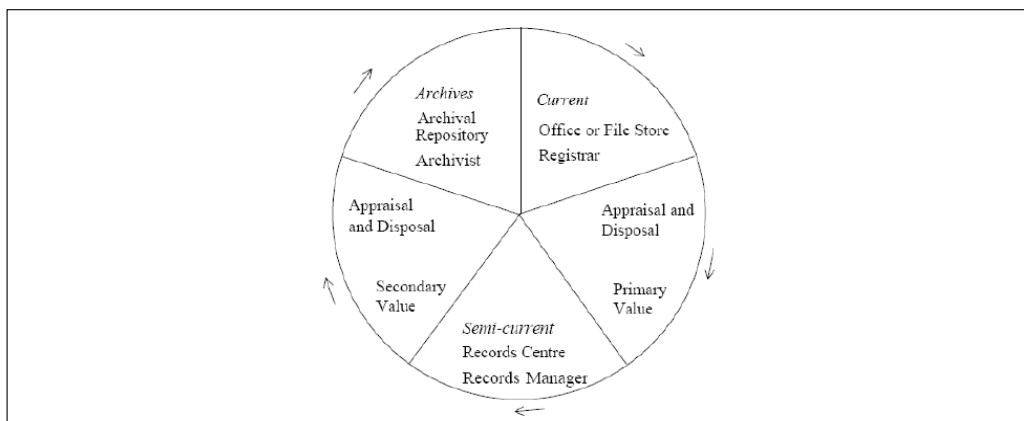 Archives
Archival
Repository
Archivist
Current
Office or File Store
Registrar
Appraisal and
Disposal
Primary
Value
Semi-current
Records Centre
Records Manager
Secondary
Value
Appraisal
and Disposal